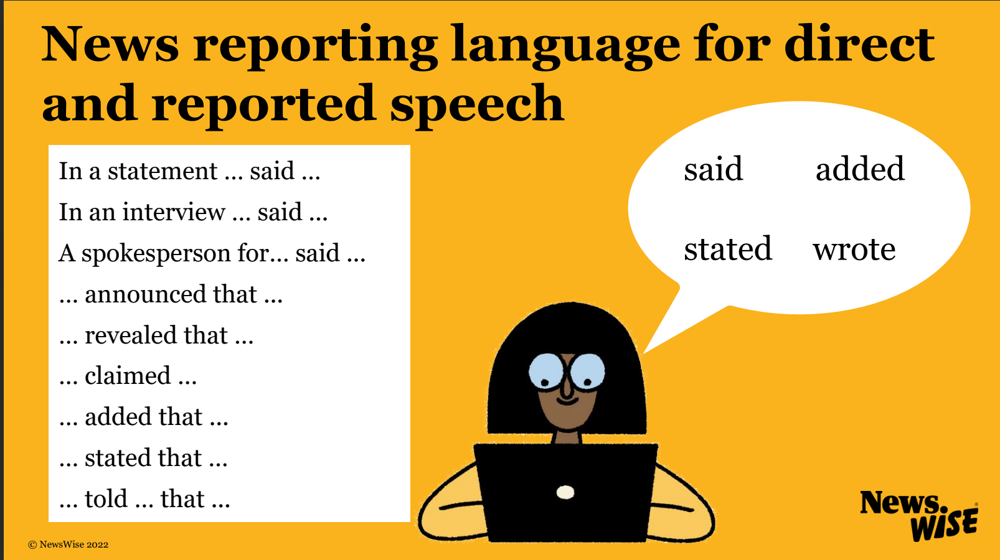 News reporting language for direct
and reported speech
In a statement ... said ...
In an interview ... said ...
A spokesperson for... said ...
... announced that ...
... revealed that ...
... claimed ...
... added that ...
... stated that ...
... told ... that ...
said added
stated wrote
© NewsWise 2022
News.
WiSE®